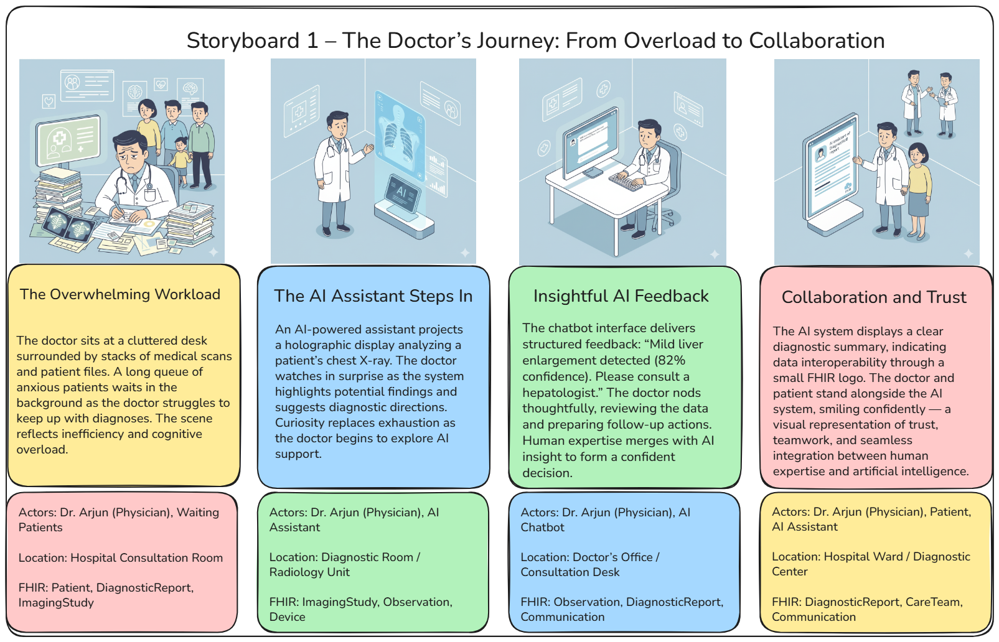 Storyboard 1 – The Doctor’s Journey: From Overload to Collaboration
AI
AI assistant of
Diagnostic
report
The Overwhelming Workload
The doctor sits at a cluttered desk
surrounded by stacks of medical scans
and patient files. A long queue of
anxious patients waits in the
background as the doctor struggles to
keep up with diagnoses. The scene
reflects inefficiency and cognitive
overload.
Actors: Dr. Arjun (Physician), Waiting
Patients
Location: Hospital Consultation Room
FHIR: Patient, DiagnosticReport,
ImagingStudy
The AI Assistant Steps In
An AI-powered assistant projects
a holographic display analyzing a
patient’s chest X-ray. The doctor
watches in surprise as the system
highlights potential findings and
suggests diagnostic directions.
Curiosity replaces exhaustion as
the doctor begins to explore AI
support.
Actors: Dr. Arjun (Physician), AI
Assistant
Location: Diagnostic Room /
Radiology Unit
FHIR: ImagingStudy, Observation,
Device
Insightful AI Feedback
The chatbot interface delivers
structured feedback: “Mild liver
enlargement detected (82%
confidence). Please consult a
hepatologist.” The doctor nods
thoughtfully, reviewing the data
and preparing follow-up actions.
Human expertise merges with AI
insight to form a confident
decision.
Actors: Dr. Arjun (Physician), AI
Chatbot
Location: Doctor’s Office /
Consultation Desk
FHIR: Observation, DiagnosticReport,
Communication
Collaboration and Trust
The AI system displays a clear
diagnostic summary, indicating
data interoperability through a
small FHIR logo. The doctor and
patient stand alongside the AI
system, smiling confidently — a
visual representation of trust,
teamwork, and seamless
integration between human
expertise and artificial intelligence.
Actors: Dr. Arjun (Physician), Patient,
AI Assistant
Location: Hospital Ward / Diagnostic
Center
FHIR: DiagnosticReport, CareTeam,
Communication